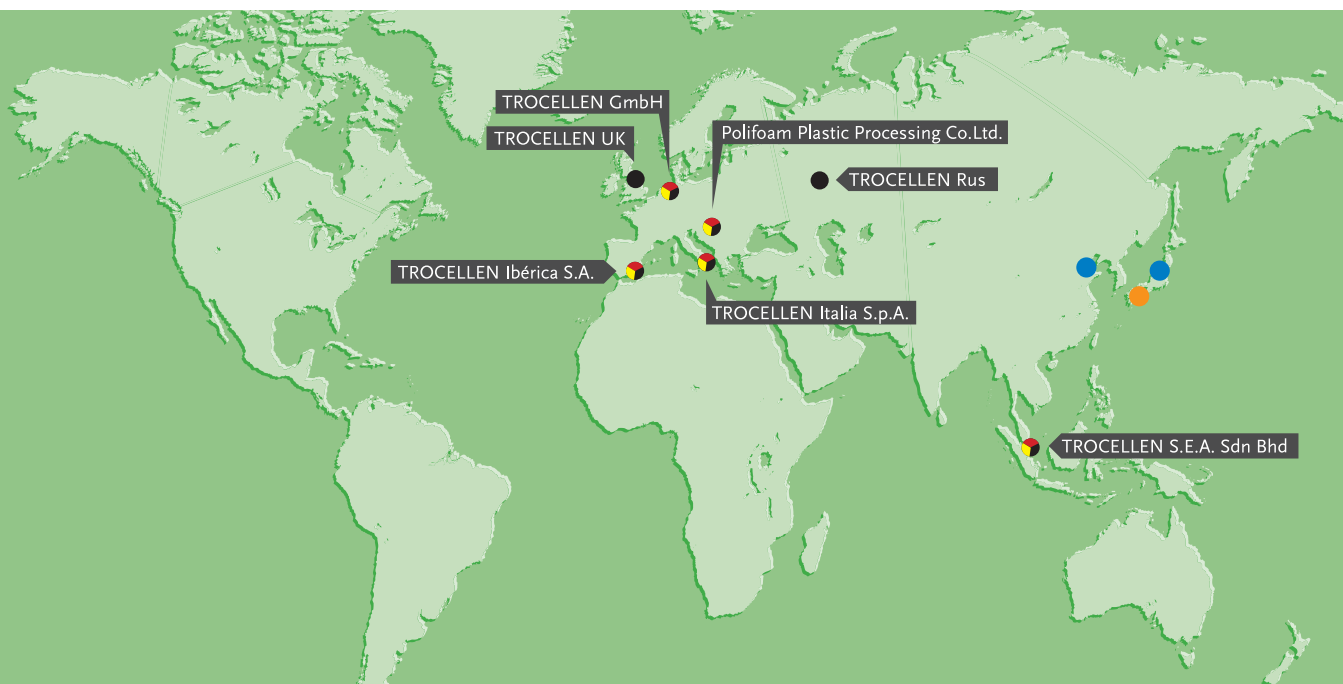 TROCELLEN GmbH
TROCELLEN UK
Polifoam Plastic Processing Co.Ltd.
TROCELLEN Rus
TROCELLEN Ibérica S.A.
TROCELLEN Italia S.p.A.
TROCELLEN S.E.A. Sdn Bhd